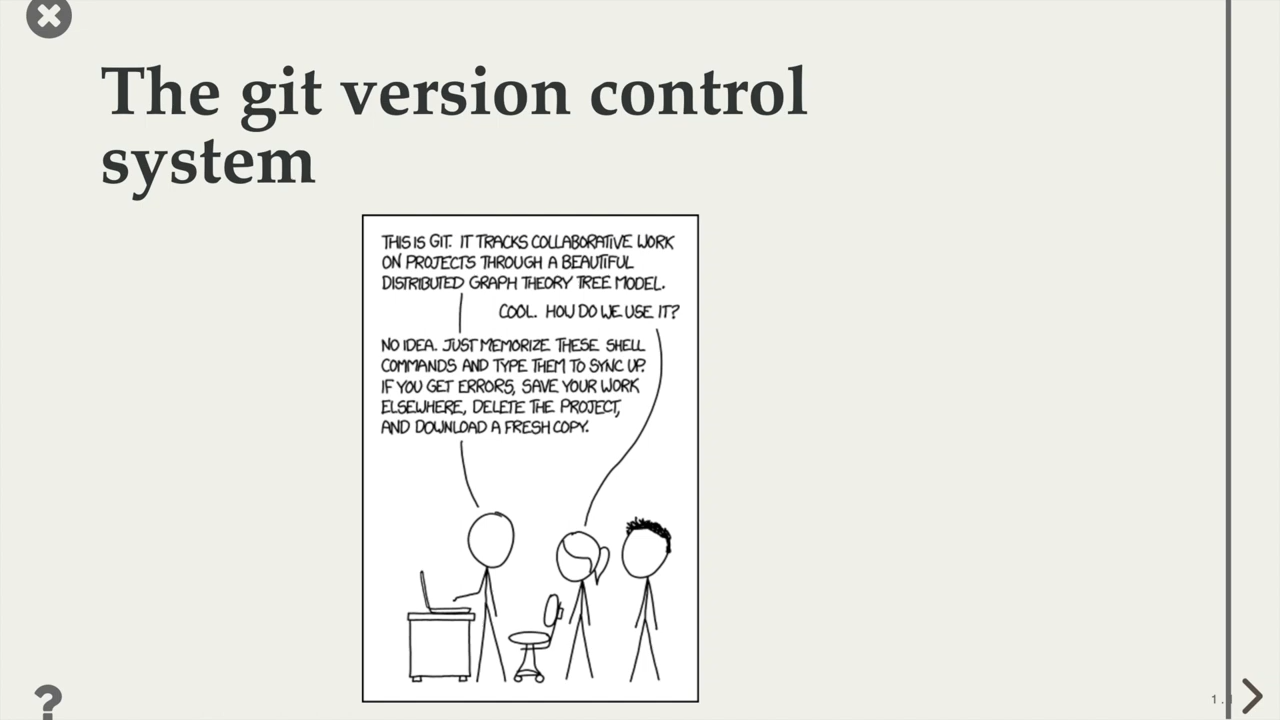 The git version control
system
THIS IS GIT. IT TRACKS COLLABORATIVE WORK
ON PROJECTS THROUGH A BEAUTIFUL
DISTRIBUTED GRAPH THEORY TREE MODEL.
COOL. HOW DO WE USE IT?
NO IDEA. JUST MEMORIZE THESE SHELL
COMMANDS AND TYPE THEM TO SYNC UP.
IF YOU GET ERRORS, SAVE YOUR WORK
ELSEWHERE, DELETE THE PROJECT,
AND DOWNLOAD A FRESH COPY.
?